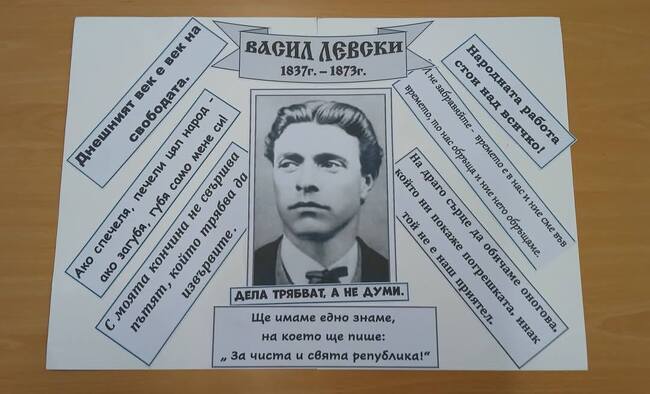 ВАСИЛ ЛЕВСКИ
1837г. – 1873г.
Днешният век е век на
свободата.
Ако спечеля, печели цял народ -
ако загубя, губя само мене си!
С моята кончина не свършва
пътят, който трябва да
извървите.
Народната работа
стои над всичко!
И не забравяйте - времето е в нас и ние сме във
времето, то нас обръща и ние него обръщаме.
На драго сърце да обичаме оногова,
който ни покаже погрешката, инак
той не е наш приятел.
ДЕЛА ТРЯБВАТ, А НЕ ДУМИ.
Ще имаме едно знаме,
на което ще пише:
„ За чиста и свята република!“